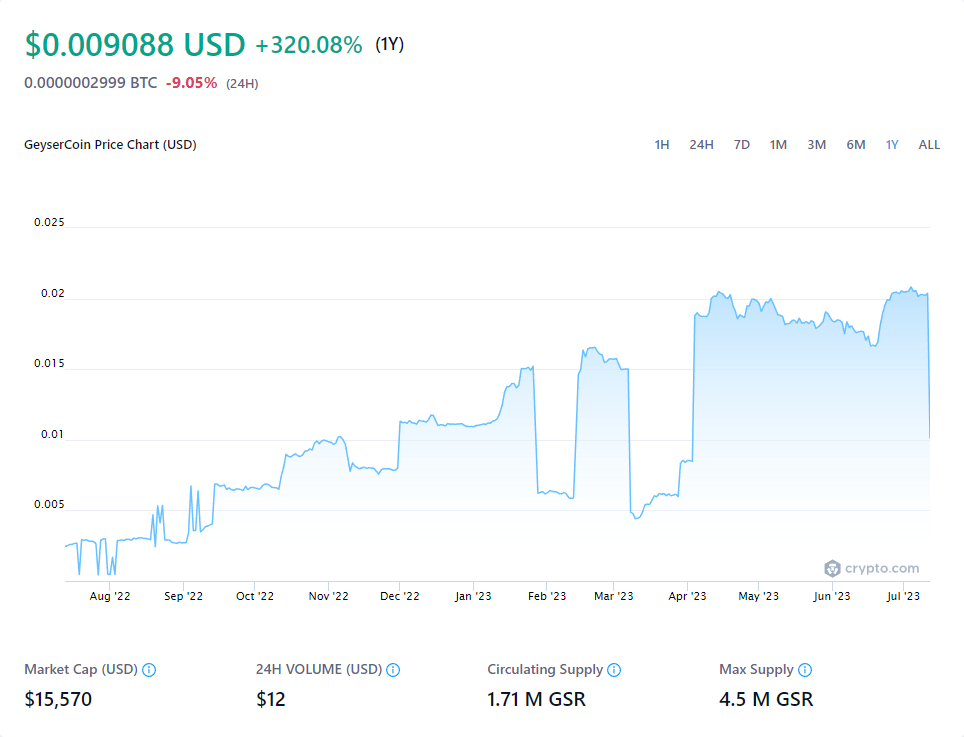 $0.009088 USD +320.08% (1Y)
0.0000002999 BTC -9.05% (24H)
GeyserCoin Price Chart (USD) 1H 24H 7D 1M 3M 6M 1Y ALL
0.025
0.02
0.015
0.01
0.005
crypto.com
Aug '22 Sep '22 Oct '22 Nov '22 Dec '22 Jan '23 Feb '23 Mar '23 Apr '23 May '23 Jun '23 Jul '23
Market Cap (USD) 24H VOLUME (USD) Circulating Supply Max Supply
$15,570 $12 1.71 M GSR 4.5 M GSR